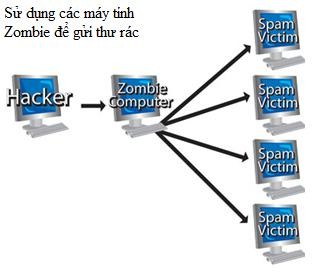 Sử dụng các máy tính
Zombie để gửi thư rác
Hacker
Zombie
computer
Spam
Victim
Spam
Victim
Spam
Victim
Spam
Victim